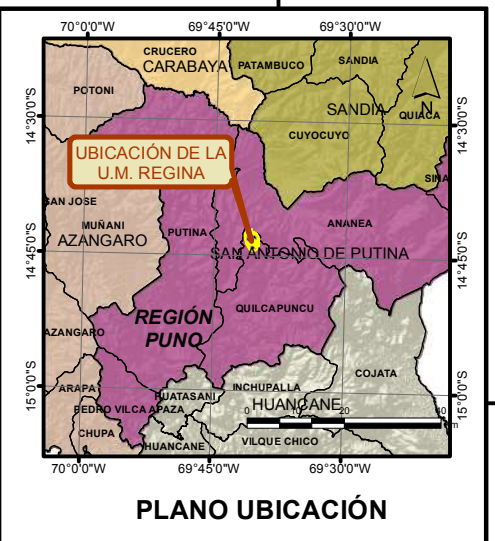 70°0'0"W 69°45'0"W 69°30'0"W
CRUCERO
CARABAYA
PATAMBUCO
SANDIA
POTONI
N
14°30'0"S
14°30'0"S
SANDIA
QUIACA
CUYOCUYO
UBICACIÓN DE LA
U.M. REGINA
SINA
SAN JOSE
MUÑANI
AZANGARO
PUTINA
ANANEA
14°45'0"S
14°45'0"S
SAN ANTONIO DE PUTINA
QUILCAPUNCU
REGIÓN
PUNO
AZANGARO
COJATA
15°0'0"S
15°0'0"S
ARAPA
HUATASANI
INCHUPALLA
PEDRO VILCA APAZA
HUANCANE
0 10 20 40
CHUPA
HUANCANE
VILQUE CHICO
70°0'0"W 69°45'0"W 69°30'0"W
PLANO UBICACIÓN